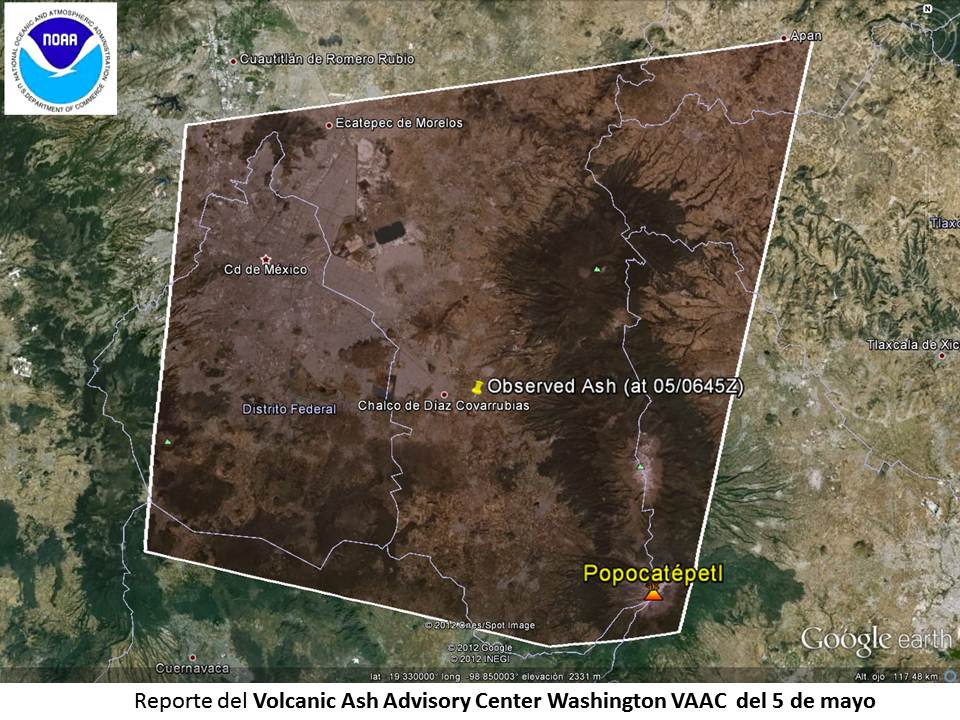 NATIONAL OCEANIC AND ATMOSPHERIC ADMINISTRATION
NOAA
U.S. DEPARTMENT OF COMMERCE
N
Apan
Cuautitlán de Romero Rubio
Ecatepec de Morelos
Tlaxc
Cd de México
Tlaxcala de Xic
Observed Ash (at 05/0645Z)
Distrito Federal
Chalco de Díaz Covarrubias
Popocatépetl
© 2012 Cnes/Spot Image
© 2012 Google
© 2012 INEGI
Google earth
Cuernavaca
lat 19.330000° long -98.850003° elevación 2331 m
Alt. ojo 117.48 km
Reporte del Volcanic Ash Advisory Center Washington VAAC del 5 de mayo